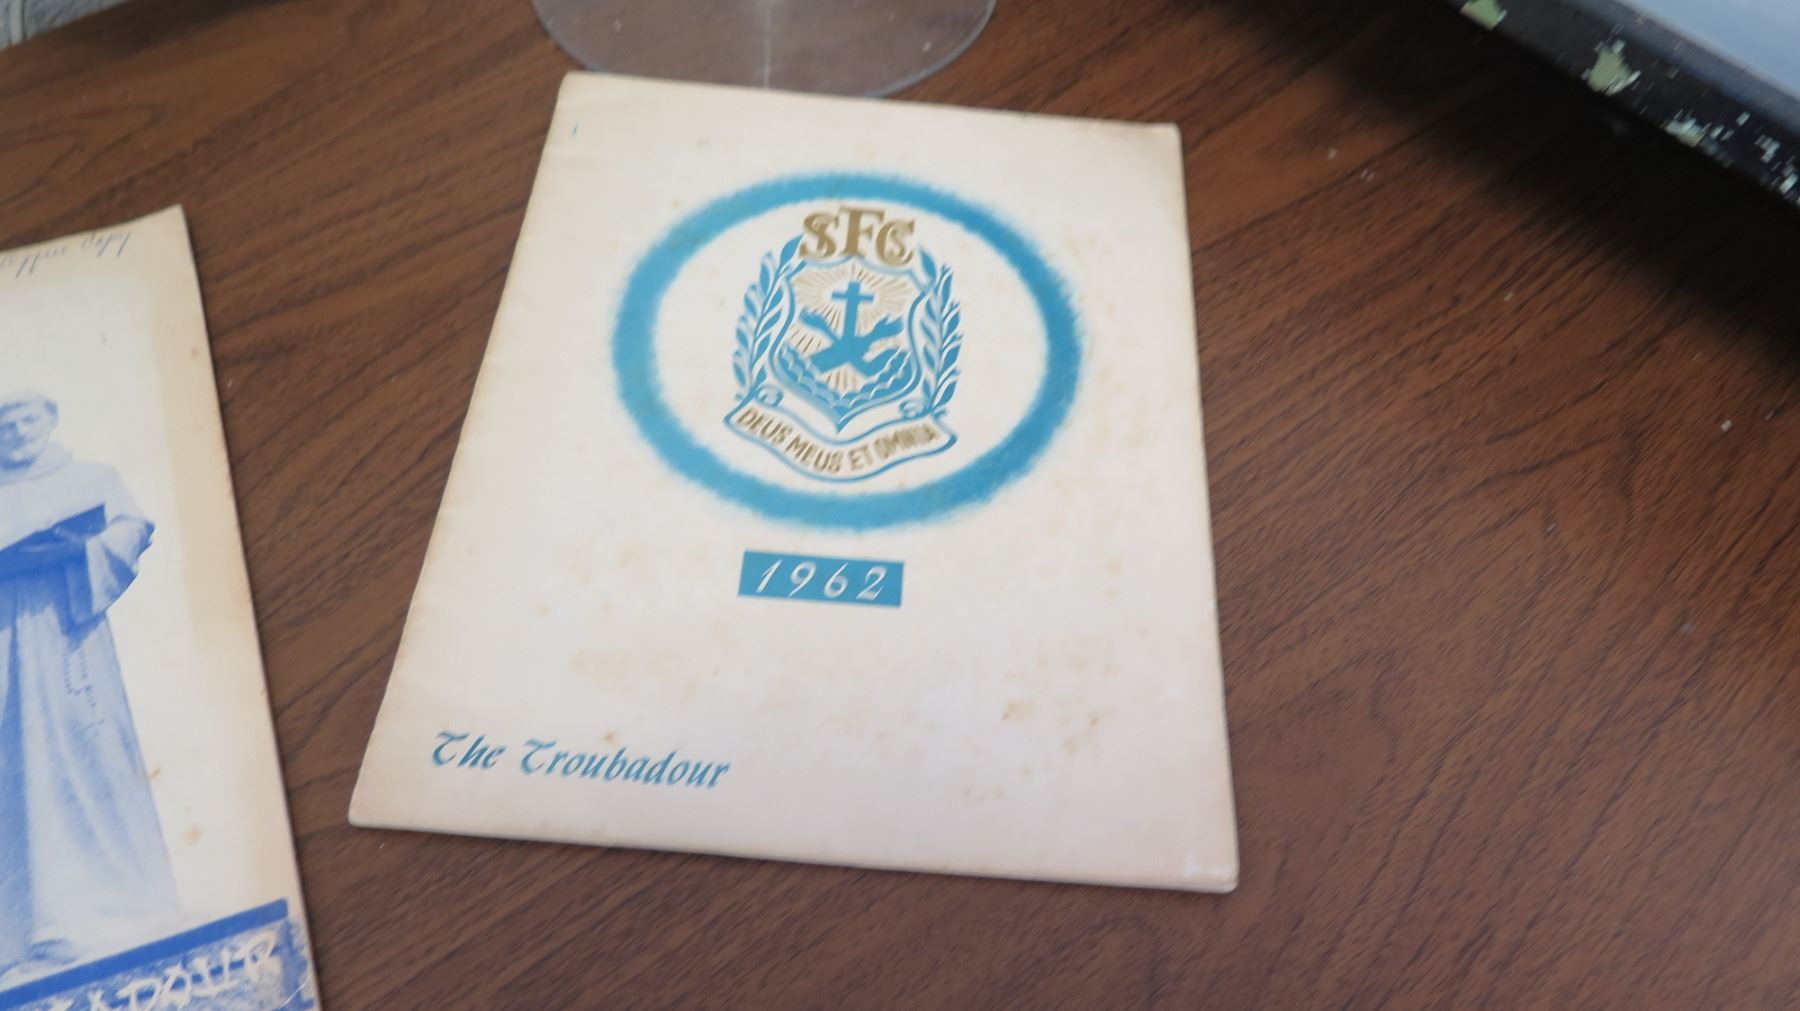 SFC
DEUS MEUS ET OMNIA
1962
The Troubadour